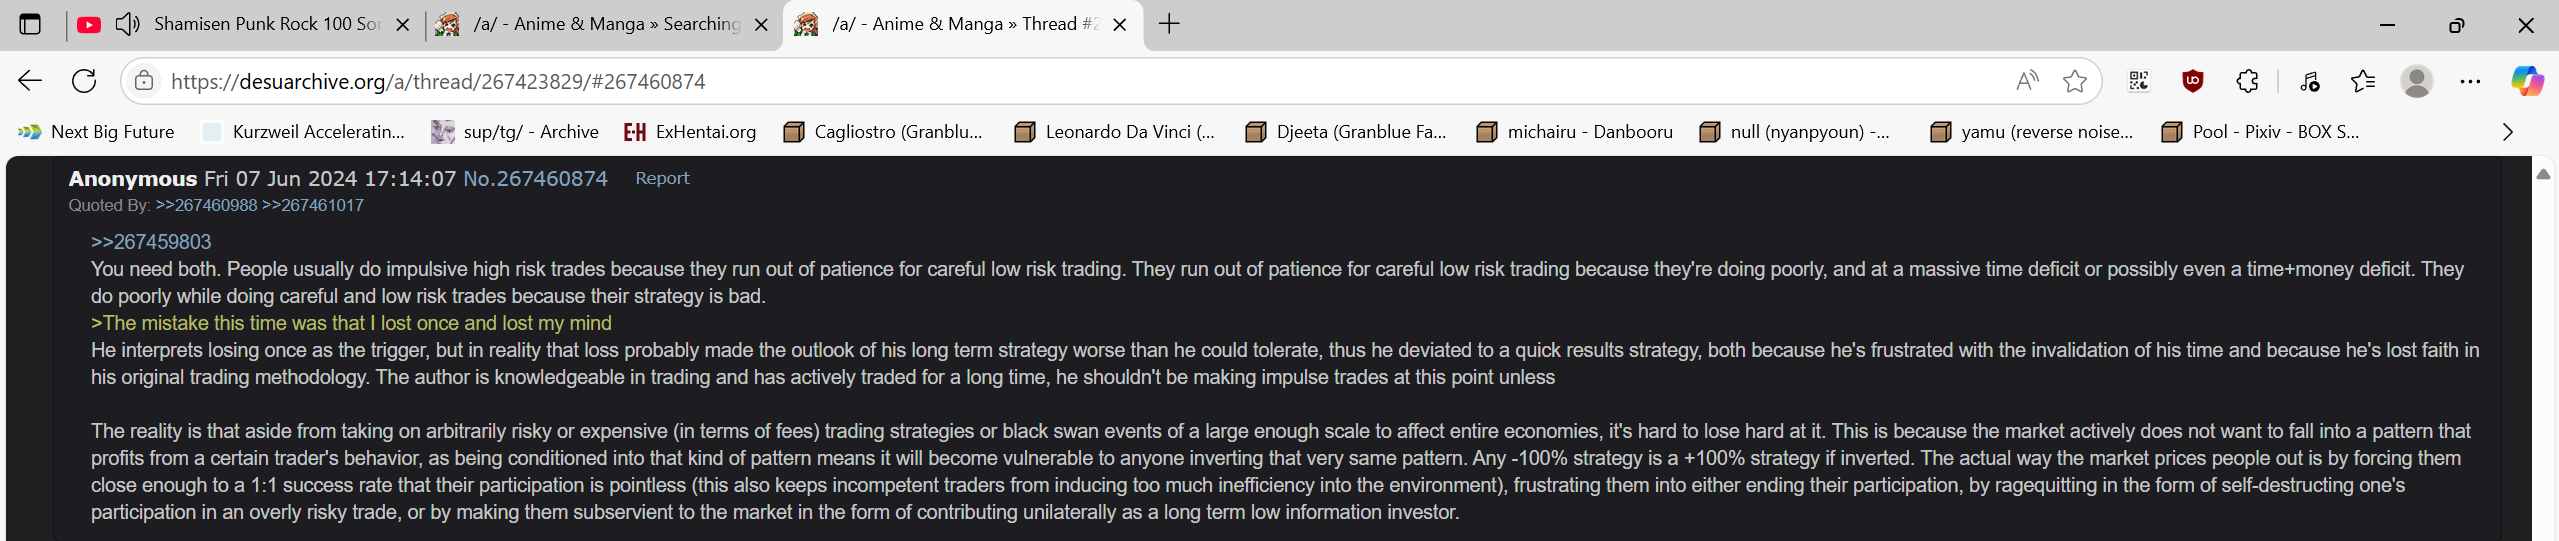 Shamisen Punk Rock 100 Sor
/a/ - Anime & Manga » Searching
/a/ - Anime & Manga » Thread #2
https://desuarchive.org/a/thread/267423829/#267460874
Next Big Future
Kurzweil Acceleratin...
sup/tg/ - Archive
E-H ExHentai.org
Cagliostro (Granblu...
Leonardo Da Vinci (...
Djeeta (Granblue Fa...
michairu - Danbooru
null (nyanpyoun) -...
yamu (reverse noise...
Pool - Pixiv - BOX S...
Anonymous Fri 07 Jun 2024 17:14:07 No.267460874 Report
Quoted By: >>267460988 >>267461017
>>267459803
You need both. People usually do impulsive high risk trades because they run out of patience for careful low risk trading. They run out of patience for careful low risk trading because they're doing poorly, and at a massive time deficit or possibly even a time+money deficit. They
do poorly while doing careful and low risk trades because their strategy is bad.
>The mistake this time was that I lost once and lost my mind
He interprets losing once as the trigger, but in reality that loss probably made the outlook of his long term strategy worse than he could tolerate, thus he deviated to a quick results strategy, both because he's frustrated with the invalidation of his time and because he's lost faith in
his original trading methodology. The author is knowledgeable in trading and has actively traded for a long time, he shouldn't be making impulse trades at this point unless
The reality is that aside from taking on arbitrarily risky or expensive (in terms of fees) trading strategies or black swan events of a large enough scale to affect entire economies, it's hard to lose hard at it. This is because the market actively does not want to fall into a pattern that
profits from a certain trader's behavior, as being conditioned into that kind of pattern means it will become vulnerable to anyone inverting that very same pattern. Any -100% strategy is a +100% strategy if inverted. The actual way the market prices people out is by forcing them
close enough to a 1:1 success rate that their participation is pointless (this also keeps incompetent traders from inducing too much inefficiency into the environment), frustrating them into either ending their participation, by ragequitting in the form of self-destructing one's
participation in an overly risky trade, or by making them subservient to the market in the form of contributing unilaterally as a long term low information investor.